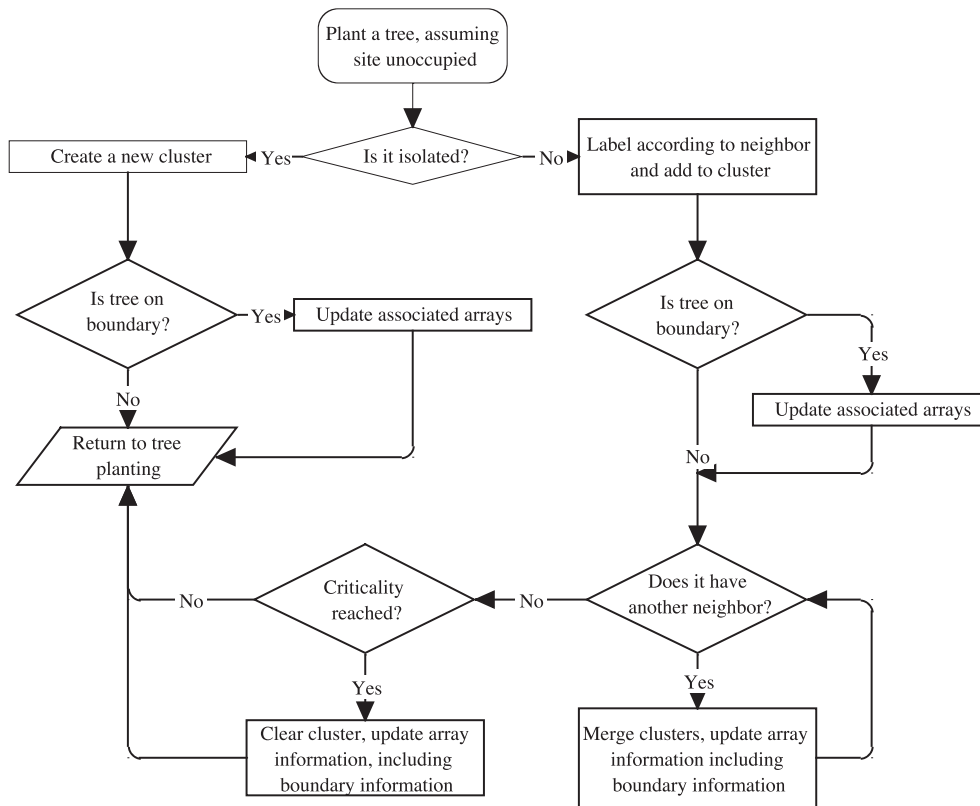 Plant a tree, assuming
site unoccupied
Create a new cluster
Yes
Is it isolated?
No
Label according to neighbor
and add to cluster
Is tree on
boundary?
Yes
Update associated arrays
Is tree on
boundary?
Yes
No
Update associated arrays
Return to tree
planting
No
Criticality
reached?
No
No
Does it have
another neighbor?
Yes
Yes
Clear cluster, update array
information, including
boundary information
Merge clusters, update array
information including
boundary information